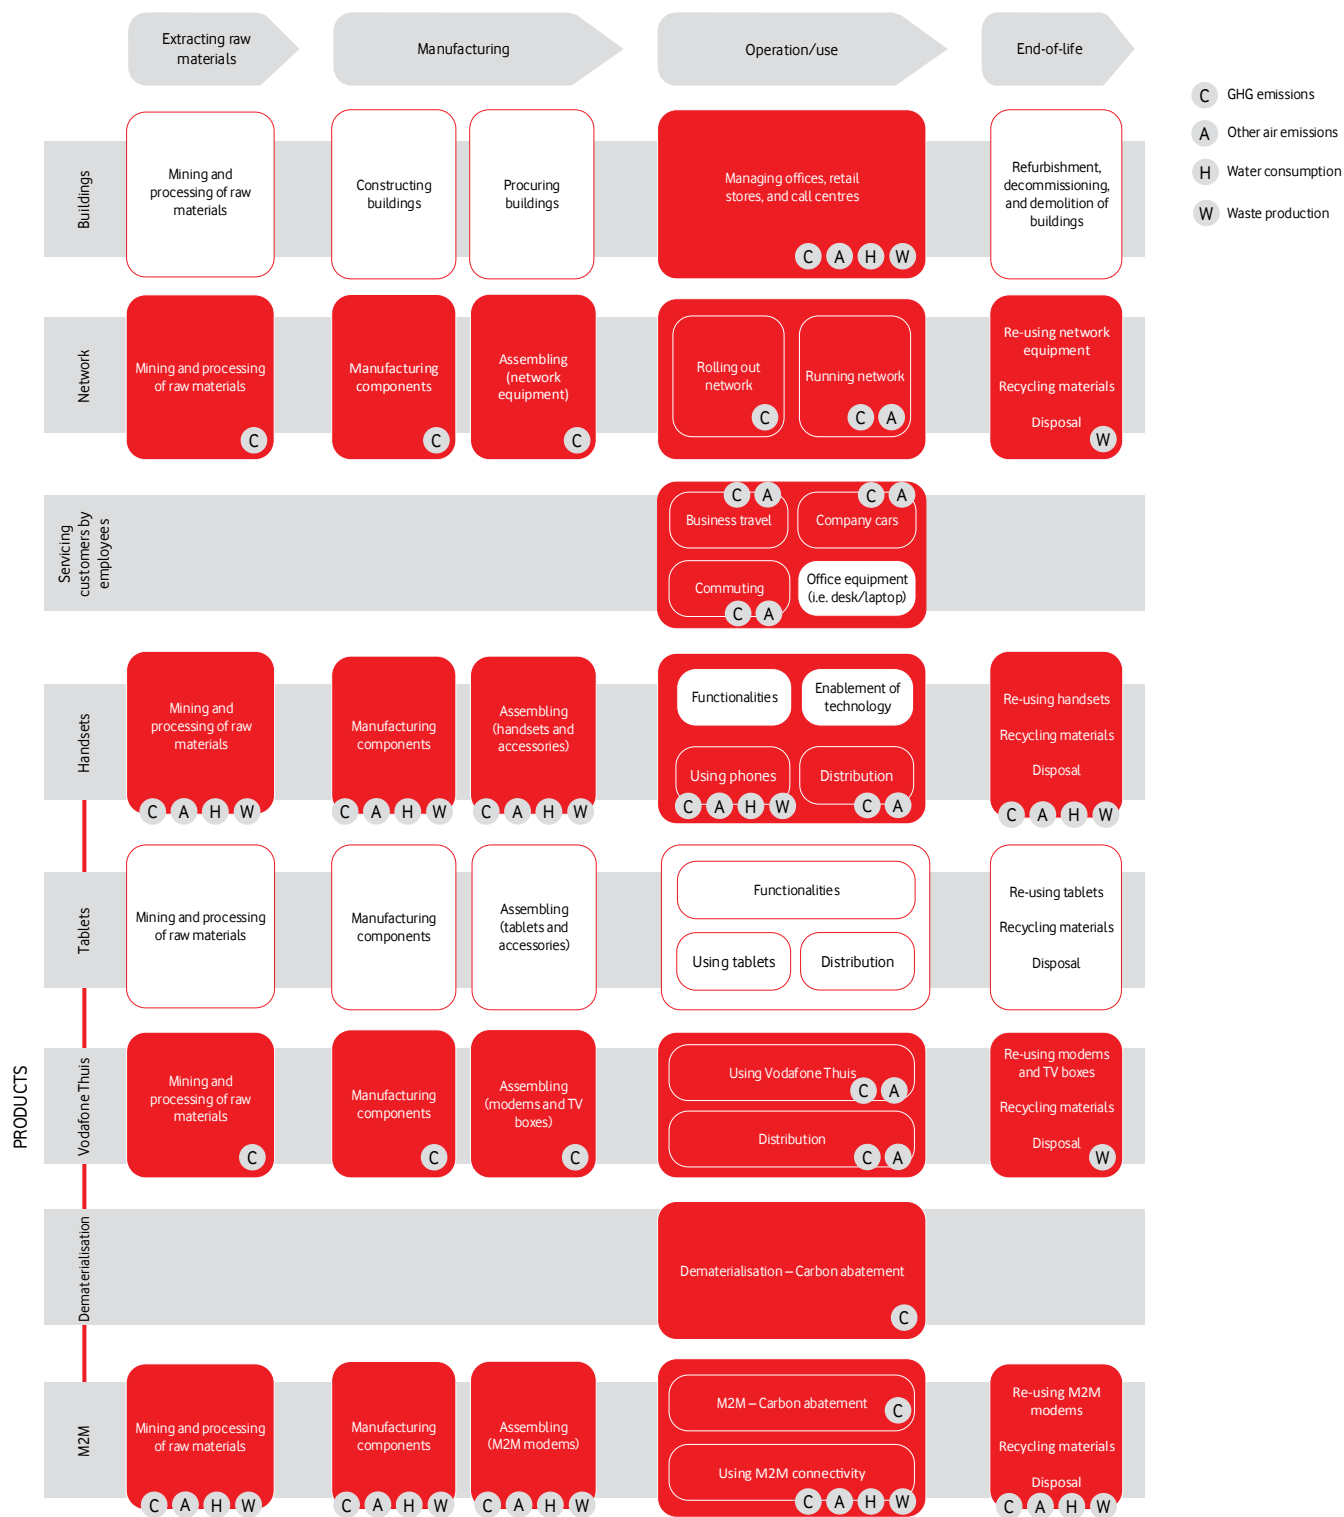 Extracting raw
materials
Manufacturing
Operation/use
End-of-life
C GHG emissions
A Other air emissions
H Water consumption
W Waste production
Buildings
Mining and
processing of raw
materials
Constructing
buildings
Procuring
buildings
Managing offices, retail
stores, and call centres
C A H W
Refurbishment,
decommissioning,
and demolition of
buildings
Network
Mining and processing
of raw materials
C
Manufacturing
components
C
Assembling
(network
equipment)
C
Rolling out
network
C
Running network
C A
Re-using network
equipment
Recycling materials
Disposal
W
Servicing
customers by
employees
C A
Business travel
C A
Company cars
Commuting
C A
Office equipment
(i.e. desk/laptop)
PRODUCTS
Handsets
Mining and
processing of raw
materials
C A H W
Manufacturing
components
C A H W
Assembling
(handsets and
accessories)
C A H W
Functionalities
Enablement of
technology
Using phones
C A H W
Distribution
C A
Re-using handsets
Recycling materials
Disposal
C A H W
Tablets
Mining and processing
of raw materials
Manufacturing
components
Assembling
(tablets and
accessories)
Functionalities
Using tablets
Distribution
Re-using tablets
Recycling materials
Disposal
Vodafone Thuis
Mining and
processing of raw
materials
C
Manufacturing
components
C
Assembling
(modems and TV
boxes)
C
Using Vodafone Thuis
C A
Distribution
C A
Re-using modems
and TV boxes
Recycling materials
Disposal
W
Dematerialisation
Dematerialisation – Carbon abatement
C
M2M
Mining and processing
of raw materials
C A H W
Manufacturing
components
C A H W
Assembling
(M2M modems)
C A H W
M2M – Carbon abatement
C
Using M2M connectivity
C A H W
Re-using M2M
modems
Recycling materials
Disposal
C A H W